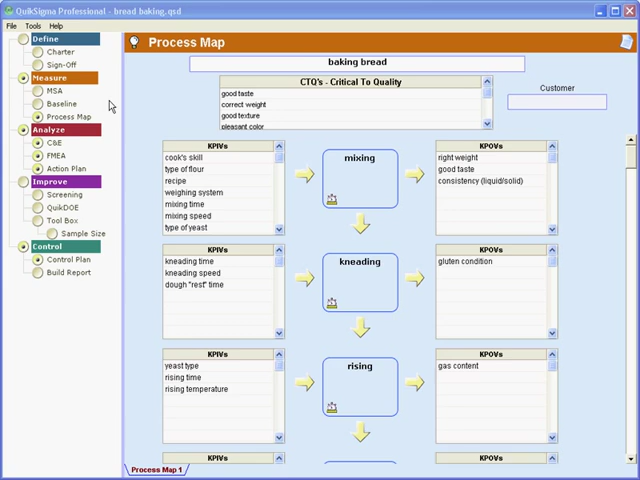 QuikSigma Professional - bread baking.qsd
File Tools Help
Define
Charter
Sign-Off
Measure
MSA
Baseline
Process Map
Analyze
C&E
FMEA
Action Plan
Improve
Screening
QuikDOE
Tool Box
Sample Size
Control
Control Plan
Build Report
Process Map
baking bread
CTQ's - Critical To Quality
good taste
correct weight
good texture
pleasant color
Customer
KPIVs
cook's skill
type of flour
recipe
weighing system
mixing time
mixing speed
type of yeast
mixing
KPOVs
right weight
good taste
consistency (liquid/solid)
KPIVs
kneading time
kneading speed
dough "rest" time
kneading
KPOVs
gluten condition
KPIVs
yeast type
rising time
rising temperature
rising
KPOVs
gas content
KPIVs
KPOVs
Process Map 1